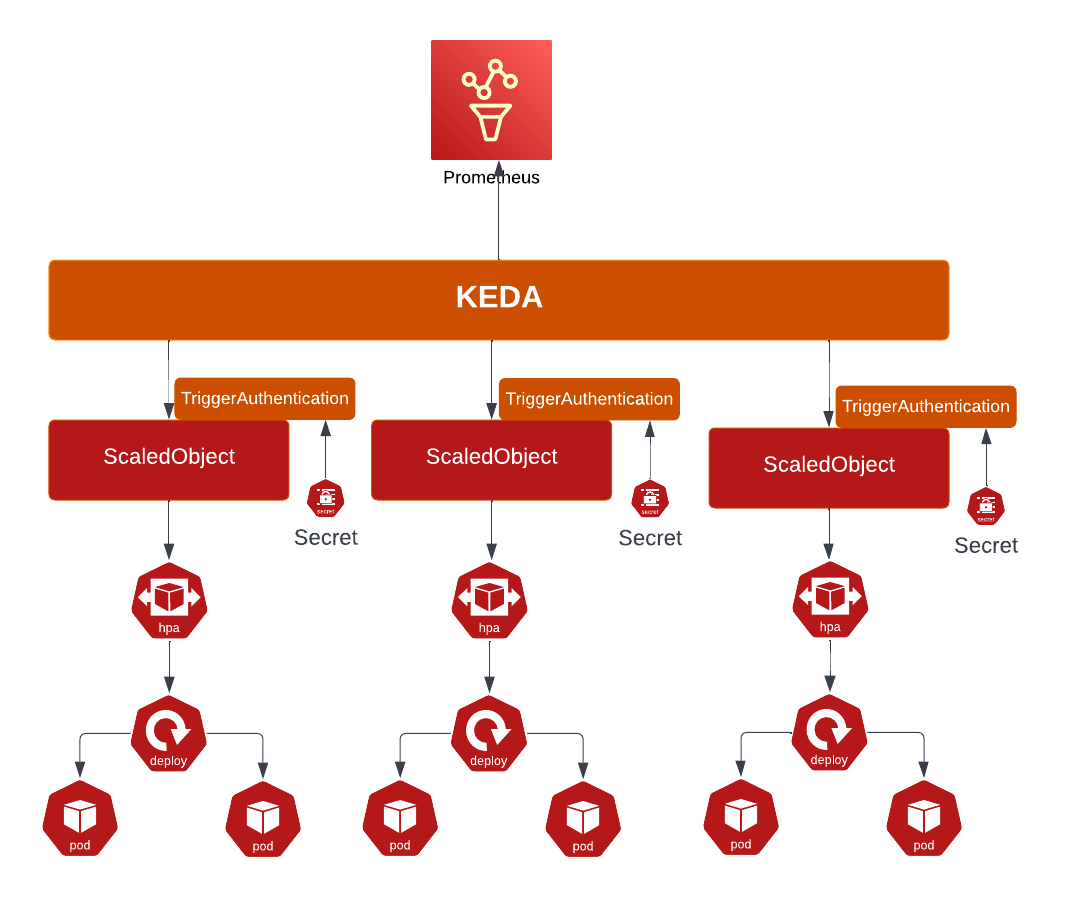 Prometheus
KEDA
TriggerAuthentication
TriggerAuthentication
TriggerAuthentication
ScaledObject
ScaledObject
ScaledObject
secret
secret
secret
Secret
Secret
Secret
hpa
hpa
hpa
deploy
deploy
deploy
pod
pod
pod
pod
pod
pod